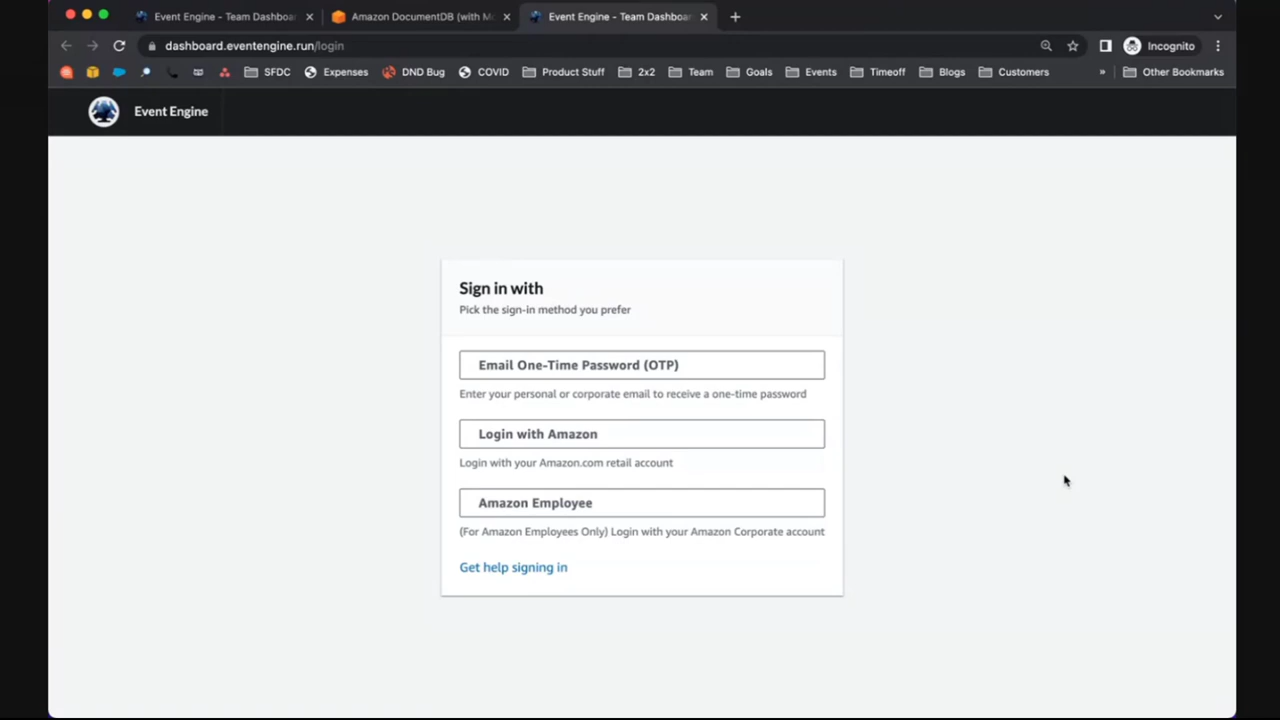 Event Engine - Team Dashboar
Amazon DocumentDB (with M
Event Engine - Team Dashboar
dashboard.eventengine.run/login
Incognito
SFDC
Expenses
DND Bug
COVID
Product Stuff
2x2
Team
Goals
Events
Timeoff
Blogs
Customers
»
Other Bookmarks
Event Engine
Sign in with
Pick the sign-in method you prefer
Email One-Time Password (OTP)
Enter your personal or corporate email to receive a one-time password
Login with Amazon
Login with your Amazon.com retail account
Amazon Employee
(For Amazon Employees Only) Login with your Amazon Corporate account
Get help signing in